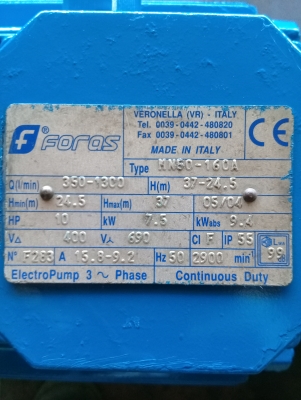 VERONELLA (VR) - ITALY
Tel. 0039-0442-480820
Fax 0039-0442-480801
foras
MADE IN ITALY
CE
Type MN50-160A
Q(l/min) 350-1300 H(m) 37-24.5
Hmin(m) 24.5 Hmax(m) 37 05/04
HP 10 kW 7.5 kWabs 9.4
V△ 400 V⅄ 690 Cl F IP 55
N° F283 A 15.8-9.2 Hz 50 2900 min⁻¹ 99
ElectroPump 3 ~ Phase Continuous Duty